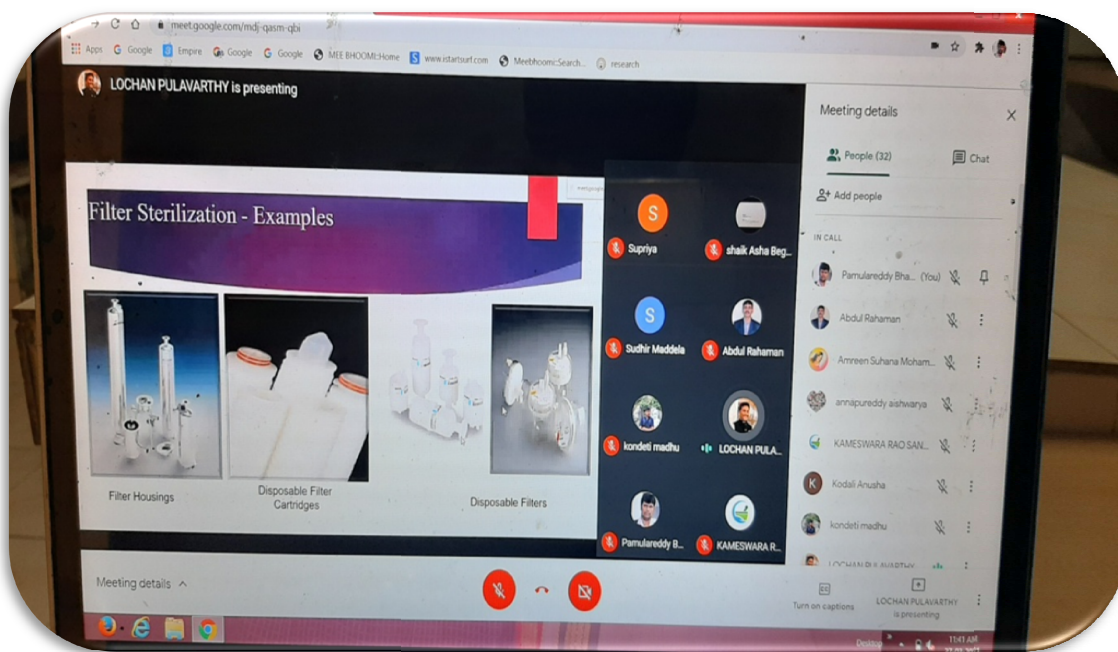 meet.google.com/mdj-qasm-qbi
Apps Google Empire Google Google MEE BHOOMI:Home www.istartsurf.com Meebhoomi:Search... research
LOCHAN PULAVARTHY is presenting
Filter Sterilization - Examples
Filter Housings
Disposable Filter
Cartridges
Disposable Filters
S
Supriya
shaik Asha Beg...
S
Sudhir Maddela
Abdul Rahaman
kondeti madhu
LOCHAN PULA...
Pamulareddy B...
KAMESWARA R...
Meeting details
People (32)
Chat
Add people
IN CALL
Pamulareddy Bha... (You)
Abdul Rahaman
Amreen Suhana Moham...
annapureddy aishwarya
KAMESWARA RAO SAN...
K
Kodali Anusha
kondeti madhu
LOCHAN PULAVARTHY
Meeting details
CC
Turn on captions
LOCHAN PULAVARTHY
is presenting
Desktop
11:41 AM